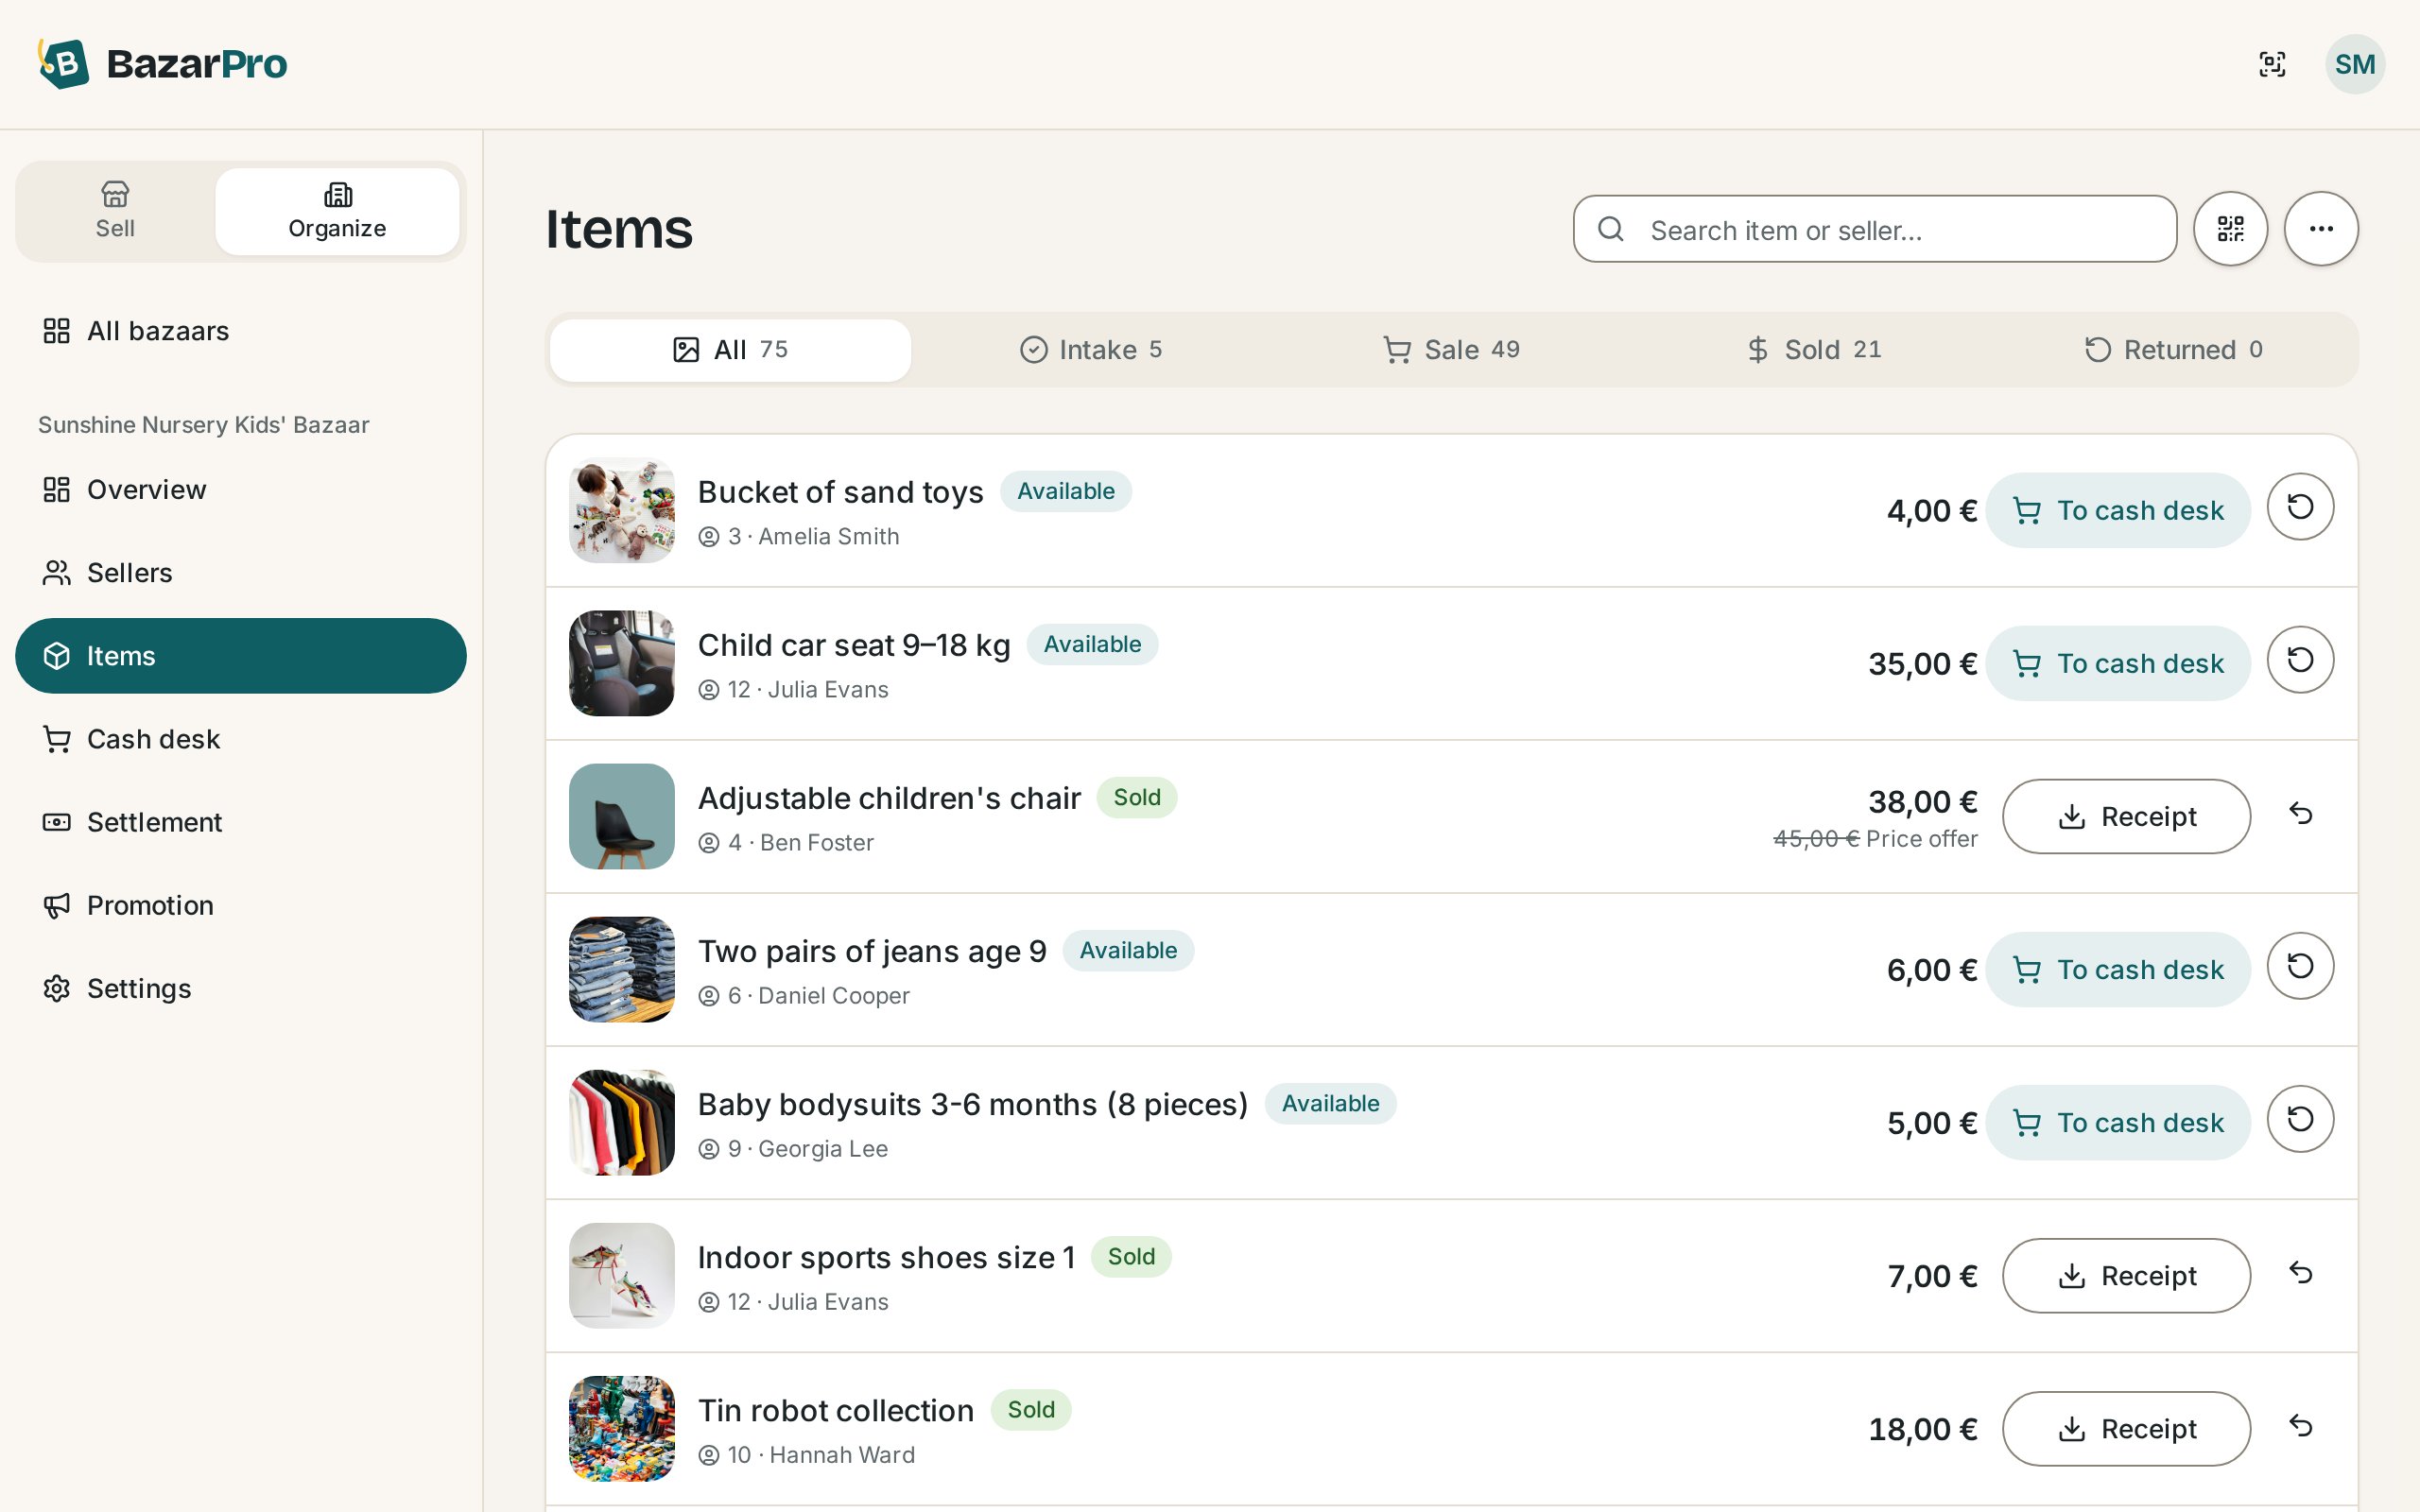 B BazarPro
SM
Sell
Organize
All bazaars
Sunshine Nursery Kids' Bazaar
Overview
Sellers
Items
Cash desk
Settlement
Promotion
Settings
Items
Search item or seller...
All 75
Intake 5
Sale 49
Sold 21
Returned 0
Bucket of sand toys Available
3 · Amelia Smith
4,00 € To cash desk
Child car seat 9–18 kg Available
12 · Julia Evans
35,00 € To cash desk
Adjustable children's chair Sold
4 · Ben Foster
38,00 €
45,00 € Price offer
Receipt
Two pairs of jeans age 9 Available
6 · Daniel Cooper
6,00 € To cash desk
Baby bodysuits 3-6 months (8 pieces) Available
9 · Georgia Lee
5,00 € To cash desk
Indoor sports shoes size 1 Sold
12 · Julia Evans
7,00 € Receipt
Tin robot collection Sold
10 · Hannah Ward
18,00 € Receipt